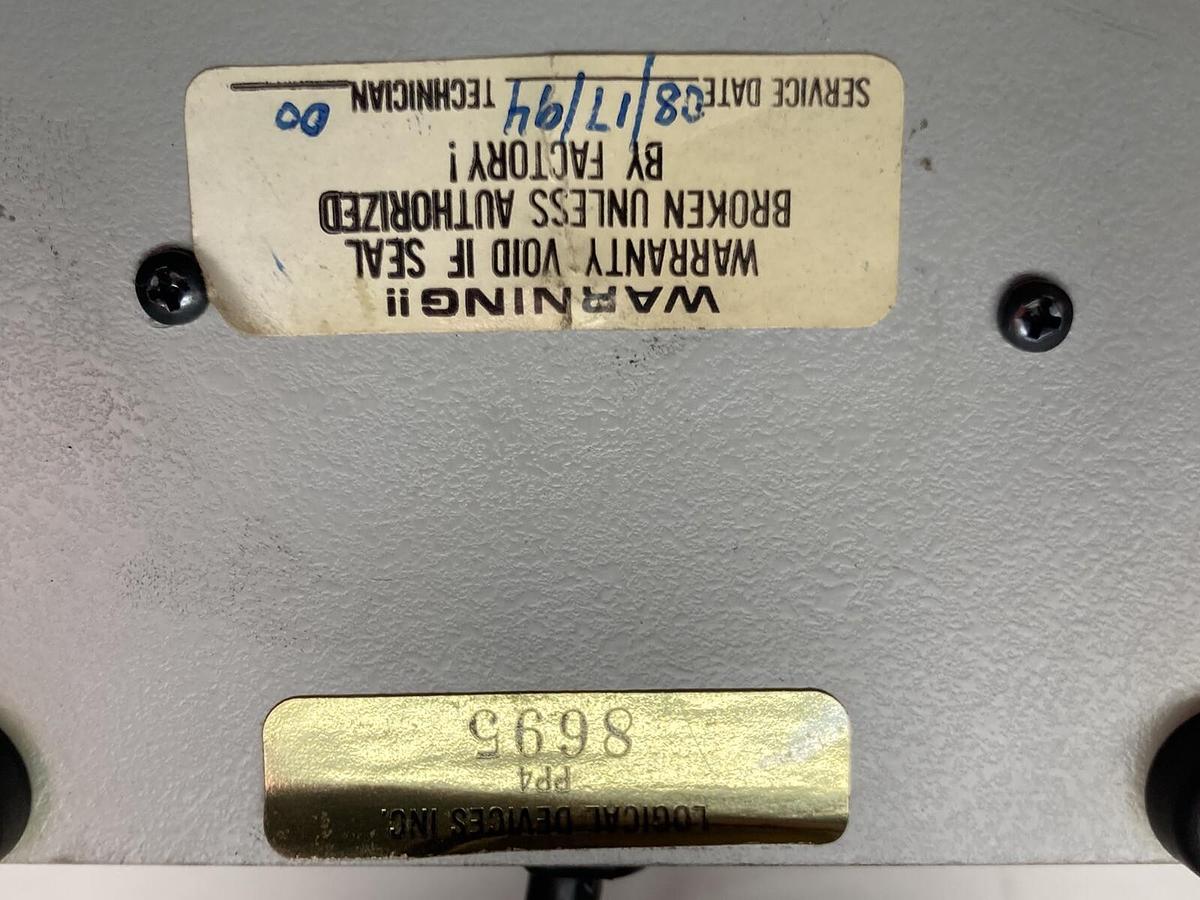 LOGICAL DEVICES INC.
PP4
8695
WARNING!!
WARRANTY VOID IF SEAL
BROKEN UNLESS AUTHORIZED
BY FACTORY!
SERVICE DATE 08/17/94 TECHNICIAN